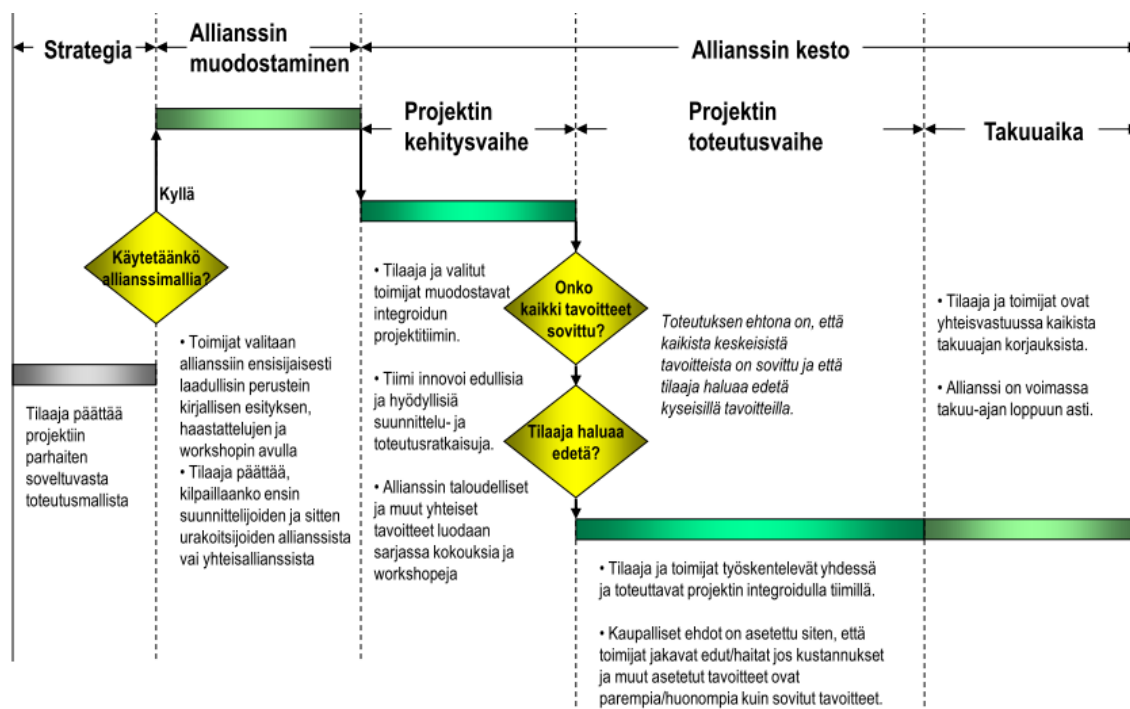 Strategia
Allianssin
muodostaminen
Allianssin kesto
Projektin
kehitysvaihe
Projektin
toteutusvaihe
Takuuaika
Kyllä
Käytetäänkö
allianssimallia?
Tilaaja päättää
projektiin
parhaiten
soveltuvasta
toteutusmallista
• Toimijat valitaan
allianssiin ensisijaisesti
laadullisin perustein
kirjallisen esityksen,
haastattelujen ja
workshopin avulla
• Tilaaja päättää,
kilpaillaanko ensin
suunnittelijoiden ja sitten
urakoitsijoiden allianssista
vai yhteisallianssista
• Tilaaja ja valitut
toimijat muodostavat
integroidun
projektitiimin.
• Tiimi innovoi edullisia
ja hyödyllisiä
suunnittelu- ja
toteutusratkaisuja.
• Allianssin taloudelliset
ja muut yhteiset
tavoitteet luodaan
sarjassa kokouksia ja
workshopeja
Onko
kaikki tavoitteet
sovittu?
Tilaaja haluaa
edetä?
Toteutuksen ehtona on, että
kaikista keskeisistä
tavoitteista on sovittu ja että
tilaaja haluaa edetä
kyseisillä tavoitteilla.
• Tilaaja ja toimijat työskentelevät yhdessä
ja toteuttavat projektin integroidulla tiimillä.
• Kaupalliset ehdot on asetettu siten, että
toimijat jakavat edut/haitat jos kustannukset
ja muut asetetut tavoitteet ovat
parempia/huonompia kuin sovitut tavoitteet.
• Tilaaja ja toimijat ovat
yhteisvastuussa kaikista
takuuajan korjauksista.
• Allianssi on voimassa
takuu-ajan loppuun asti.